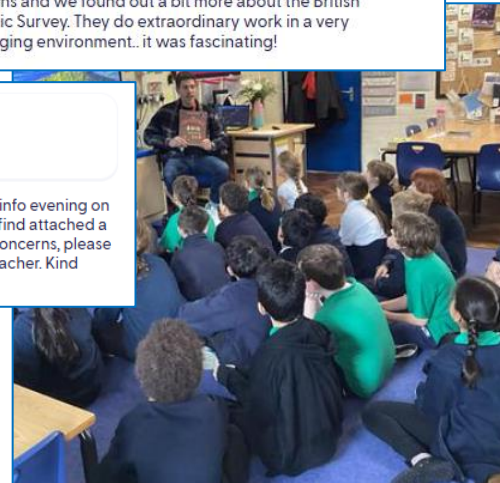 ns and we found out a bit more about the British
ic Survey. They do extraordinary work in a very
ging environment.. it was fascinating!
info evening on
find attached a
oncerns, please
acher. Kind